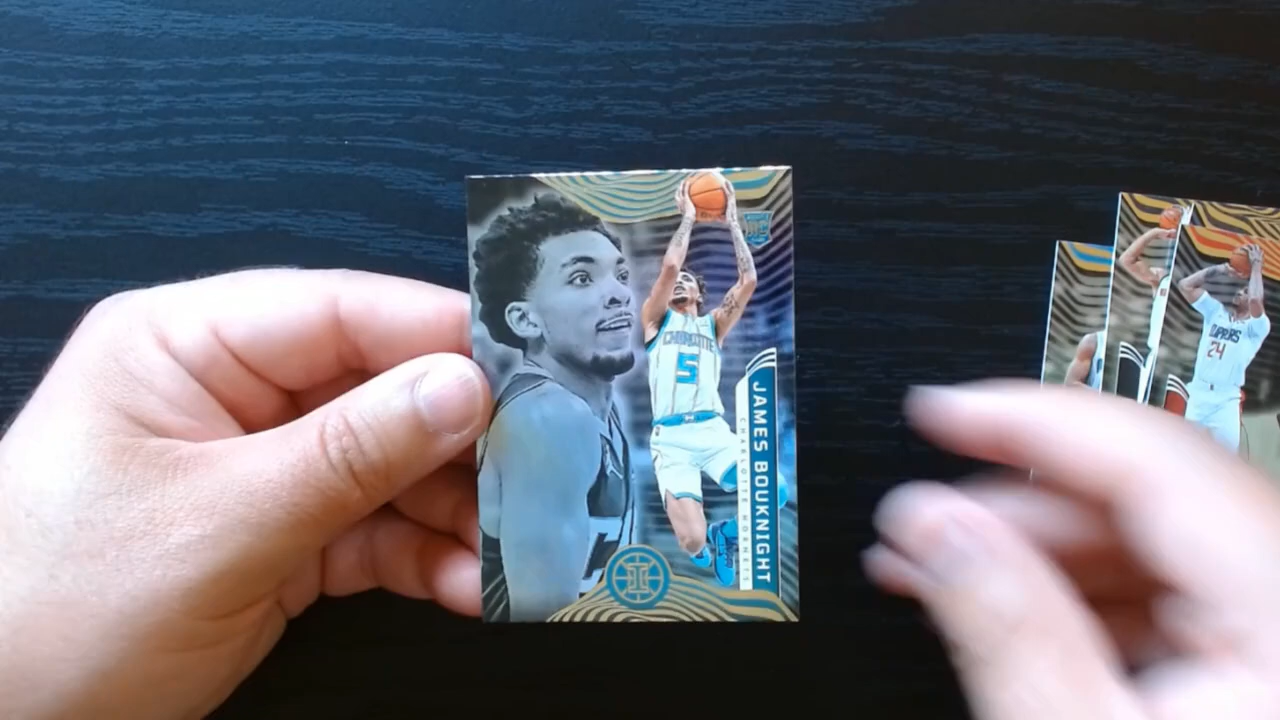 CHARLOTTE
5
JAMES BOUKNIGHT
CHARLOTTE HORNETS
CLIPPERS
24